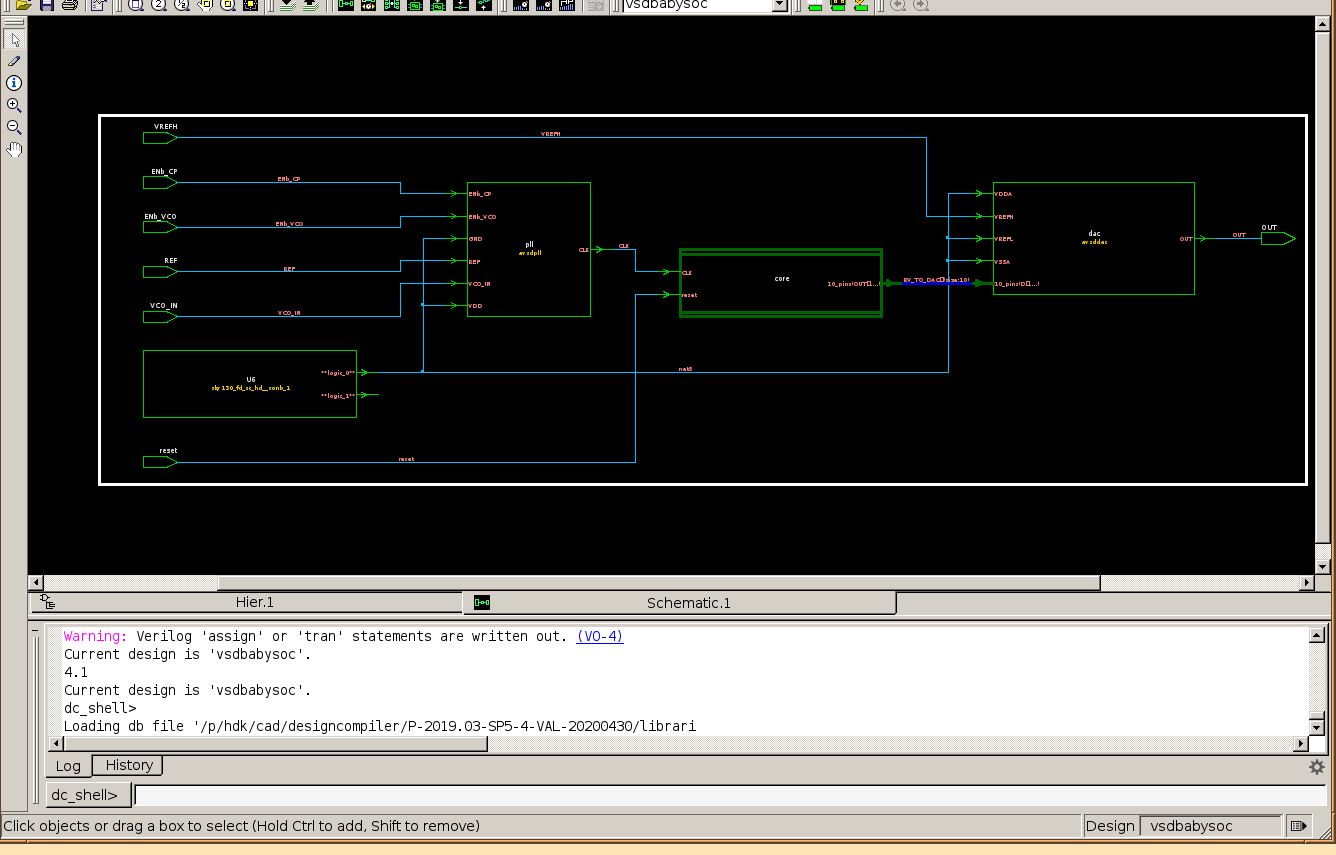 vsdbabysoc
VREFH
VREFH
ENb_CP
ENb_CP
ENb_CP
VDDA
ENb_VCO
ENb_VCO
ENb_VCO
VREFH
GND
pll
avsdpll
CLK
CLK
VREFL
dac
avsddac
OUT
OUT
OUT
REF
REF
REF
VSSA
CLK
core
VCO_IN
10_pins(OUT[...)
10_pins(D[...)
reset
VCO_IN
VCO_IN
VDD
U6
**logic_0**
**logic_1**
reset
reset
Hier.1
Schematic.1
Warning: Verilog 'assign' or 'tran' statements are written out. (VO-4)
Current design is 'vsdbabysoc'.
4.1
Current design is 'vsdbabysoc'.
dc_shell>
Loading db file '/p/hdk/cad/designcompiler/P-2019.03-SP5-4-VAL-20200430/librari
Log
History
dc_shell>
Click objects or drag a box to select (Hold Ctrl to add, Shift to remove)
Design
vsdbabysoc